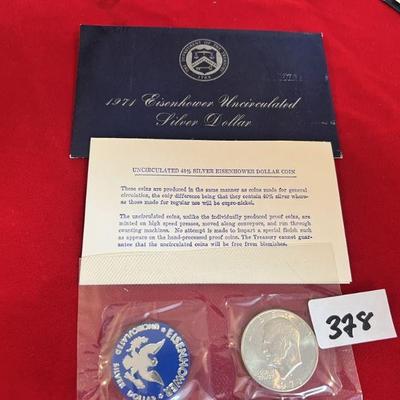 1971 Eisenhower Uncirculated
Silver Dollar
UNCIRCULATED 40% SILVER EISENHOWER DOLLAR COIN
These coins are produced in the same manner as coins made for general
circulation, the only difference being that they contain 40% silver where-
as those made for regular use will be cupro-nickel.
The uncirculated coins, unlike the individually produced proof coins, are
minted on high speed presses, moved along conveyors, and run through
counting machines. No attempt is made to impart a special finish such
as appears on the hand-processed proof coins. The Treasury cannot guar-
antee that the uncirculated coins will be free from blemishes.
EISENHOWER
UNCIRCULATED
SILVER
DOLLAR
378